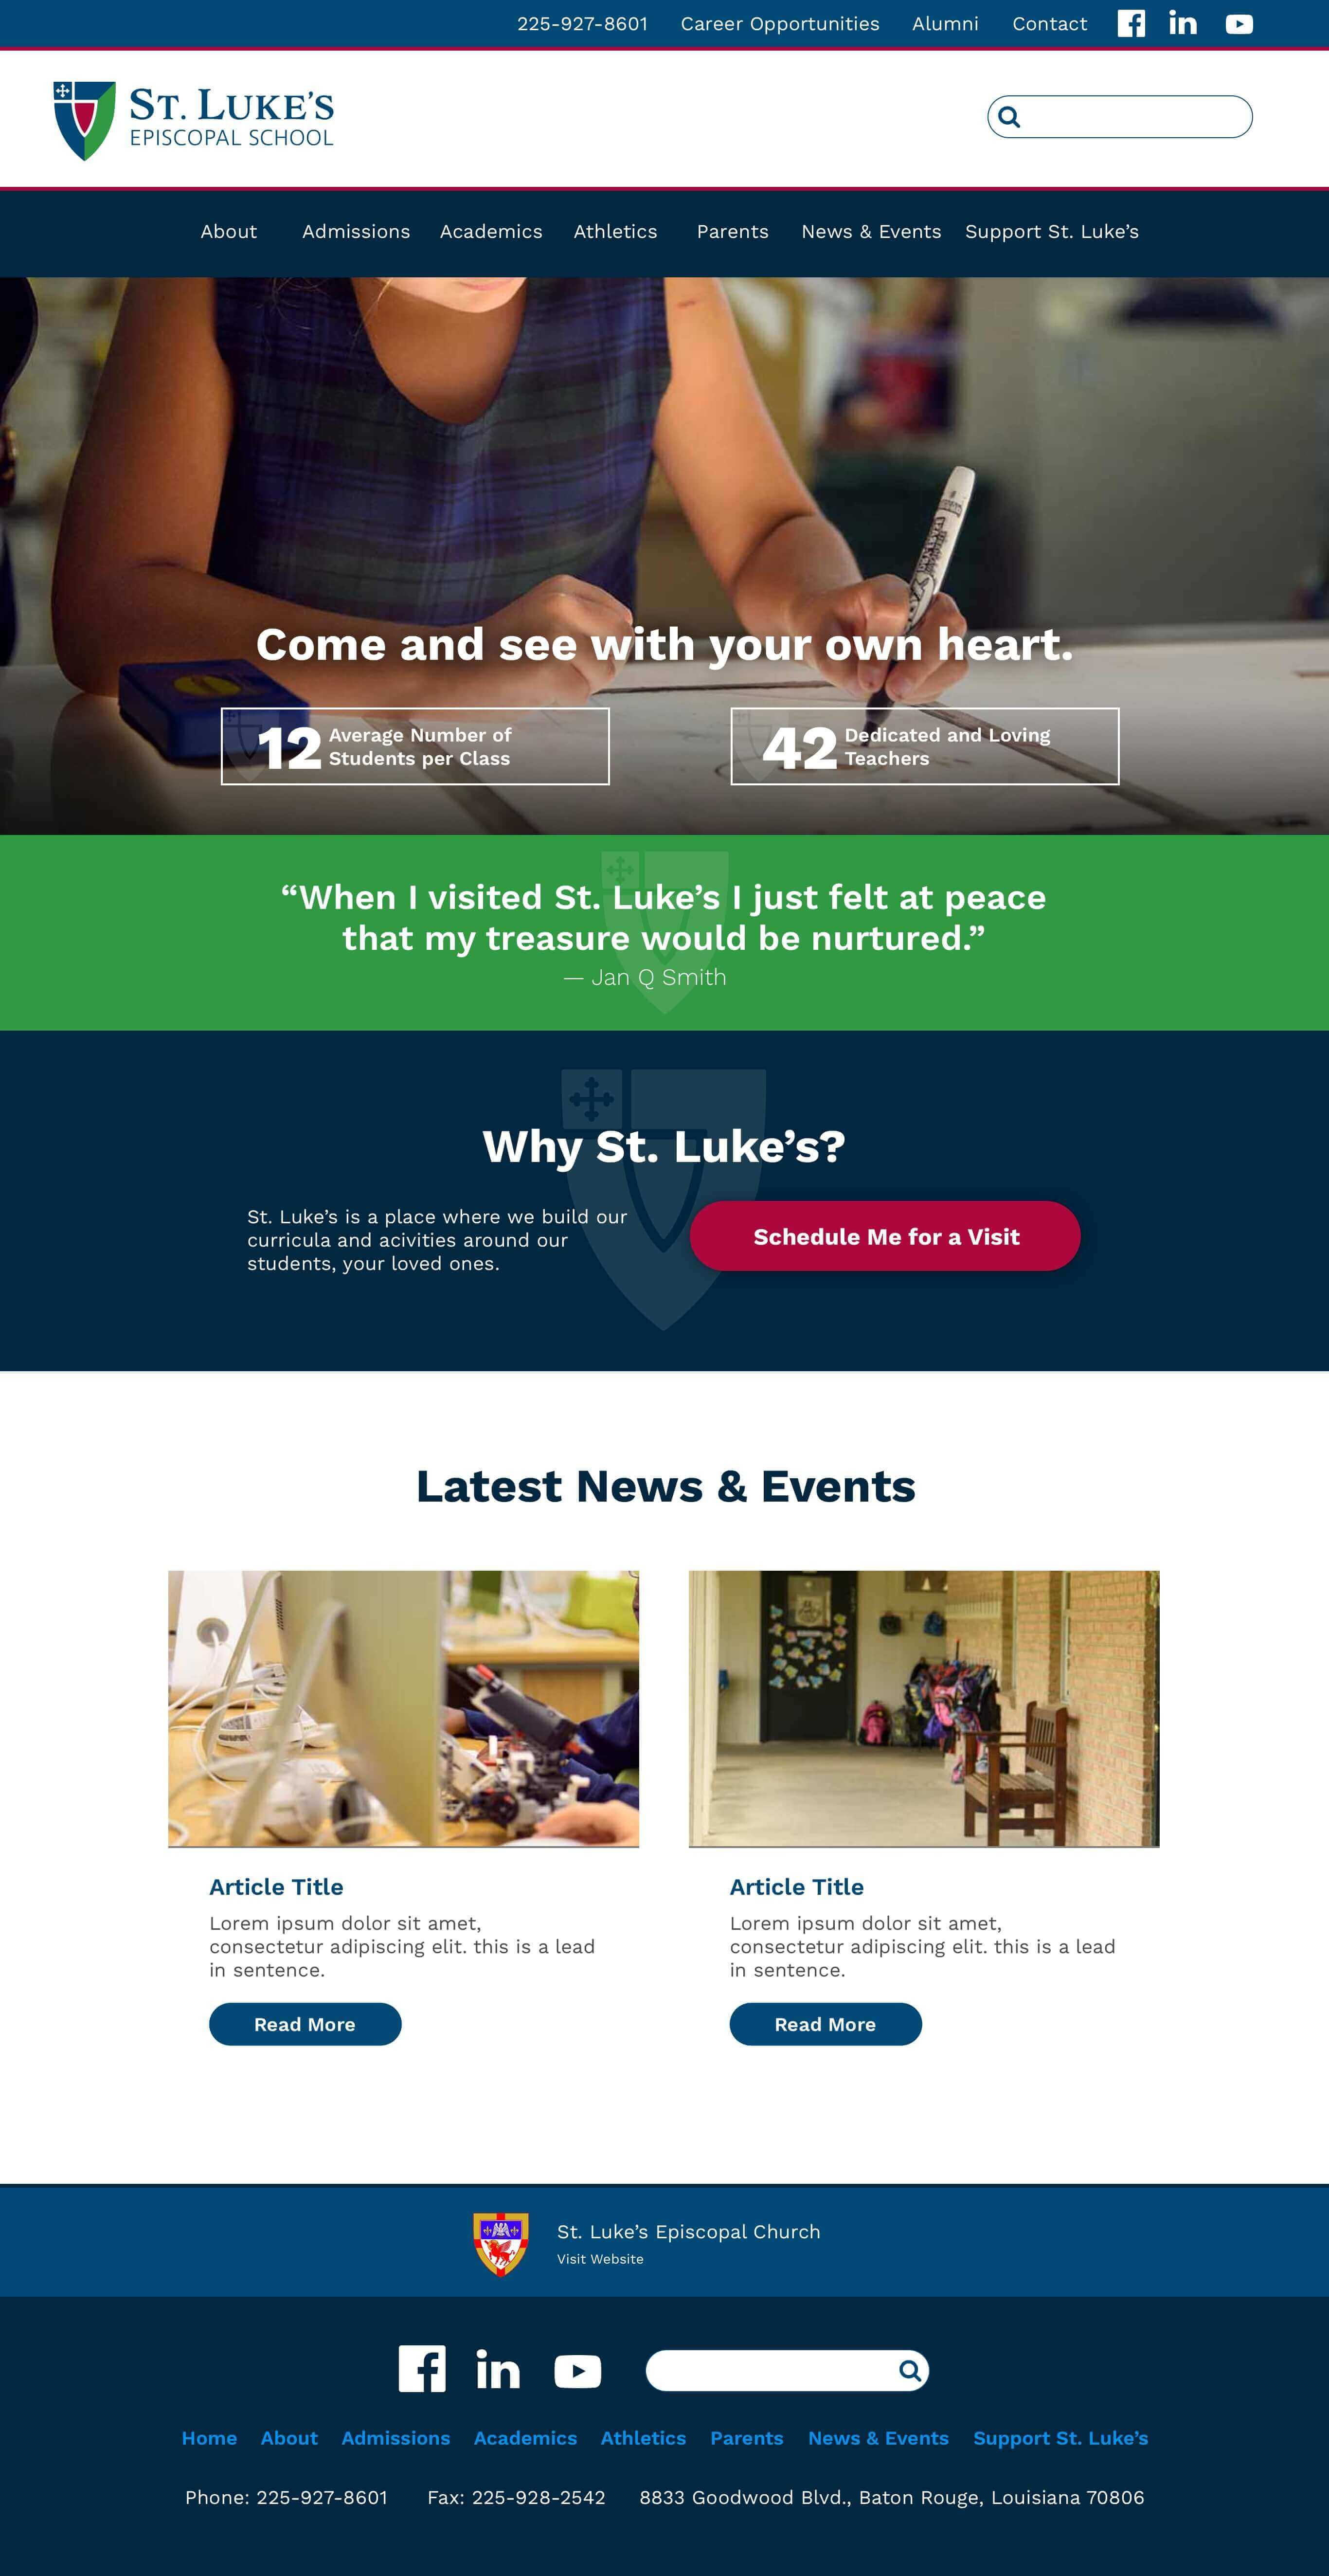 225-927-8601 Career Opportunities Alumni Contact
ST. LUKE’S
EPISCOPAL SCHOOL
About Admissions Academics Athletics Parents News & Events Support St. Luke’s
Come and see with your own heart.
12 Average Number of
Students per Class
42 Dedicated and Loving
Teachers
“When I visited St. Luke’s I just felt at peace
that my treasure would be nurtured.”
— Jan Q Smith
Why St. Luke’s?
St. Luke’s is a place where we build our
curricula and acivities around our
students, your loved ones.
Schedule Me for a Visit
Latest News & Events
Article Title
Lorem ipsum dolor sit amet,
consectetur adipiscing elit. this is a lead
in sentence.
Read More
Article Title
Lorem ipsum dolor sit amet,
consectetur adipiscing elit. this is a lead
in sentence.
Read More
St. Luke’s Episcopal Church
Visit Website
Home About Admissions Academics Athletics Parents News & Events Support St. Luke’s
Phone: 225-927-8601 Fax: 225-928-2542 8833 Goodwood Blvd., Baton Rouge, Louisiana 70806